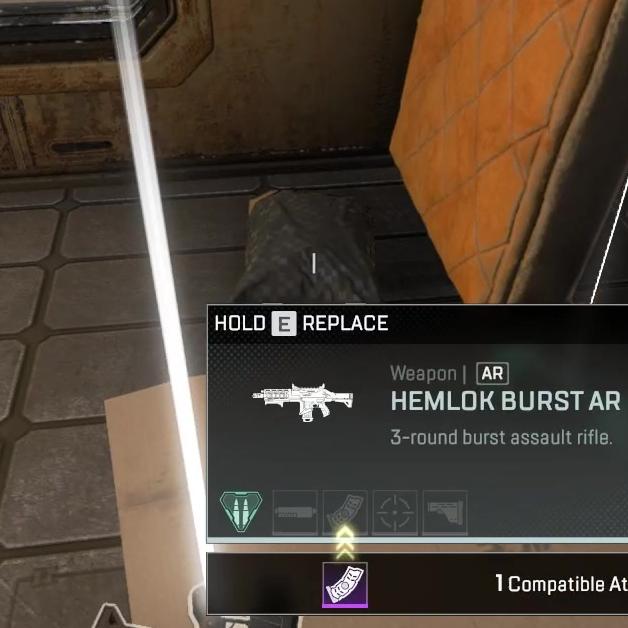 HOLD E REPLACE
Weapon | AR
HEMLOK BURST AR
3-round burst assault rifle.
1 Compatible At